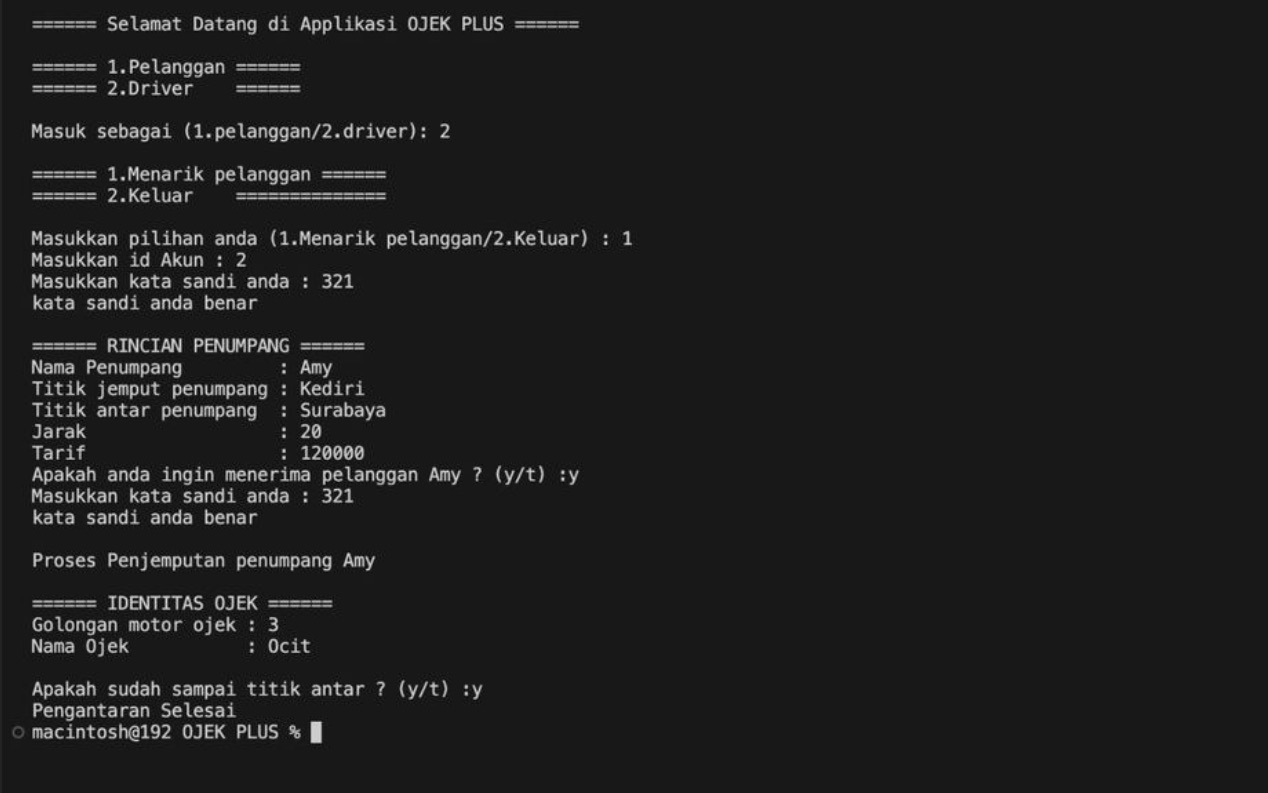 ====== Selamat Datang di Applikasi OJEK PLUS ======
====== 1.Pelanggan ======
====== 2.Driver    ======
Masuk sebagai (1.pelanggan/2.driver): 2
====== 1.Menarik pelanggan ======
====== 2.Keluar    ==============
Masukkan pilihan anda (1.Menarik pelanggan/2.Keluar) : 1
Masukkan id Akun : 2
Masukkan kata sandi anda : 321
kata sandi anda benar
====== RINCIAN PENUMPANG ======
Nama Penumpang         : Amy
Titik jemput penumpang : Kediri
Titik antar penumpang  : Surabaya
Jarak                  : 20
Tarif                  : 120000
Apakah anda ingin menerima pelanggan Amy ? (y/t) :y
Masukkan kata sandi anda : 321
kata sandi anda benar
Proses Penjemputan penumpang Amy
====== IDENTITAS OJEK ======
Golongan motor ojek : 3
Nama Ojek           : Ocit
Apakah sudah sampai titik antar ? (y/t) :y
Pengantaran Selesai
macintosh@192 OJEK PLUS %